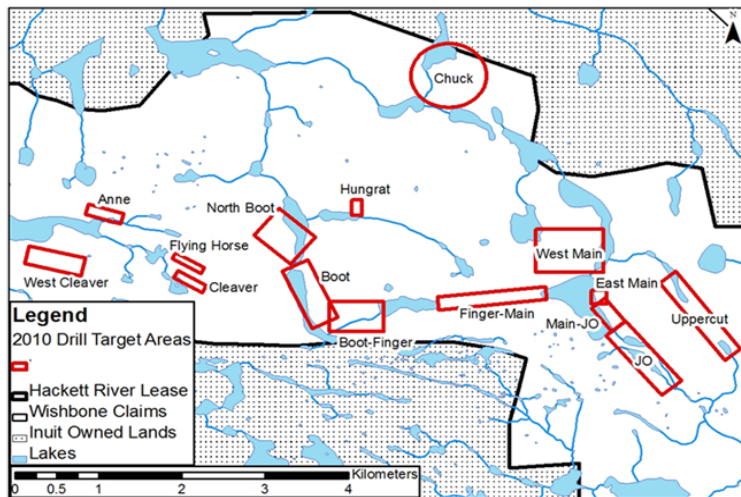 N
Chuck
Anne
Hungrat
North Boot
Flying Horse
West Main
West Cleaver
Cleaver
Boot
East Main
Finger-Main
Main-JO
Uppercut
Boot-Finger
JO
Legend
2010 Drill Target Areas
Hackett River Lease
Wishbone Claims
Inuit Owned Lands
Lakes
Kilometers
0 0.5 1 2 3 4